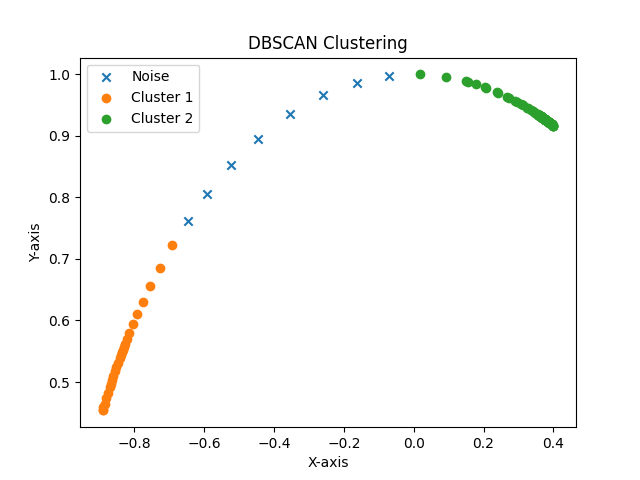 DBSCAN Clustering
Noise
Cluster 1
Cluster 2
1.0
0.9
0.8
0.7
0.6
0.5
Y-axis
−0.8 −0.6 −0.4 −0.2 0.0 0.2 0.4
X-axis